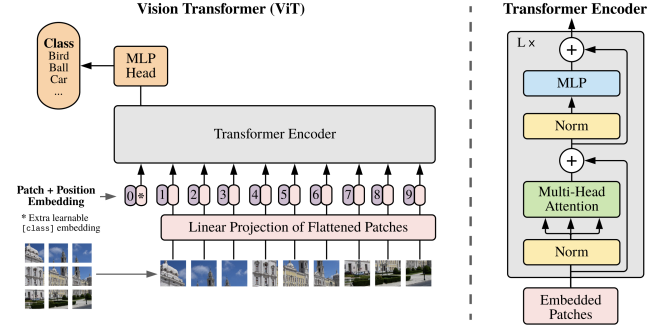 Vision Transformer (ViT)
Class
Bird
Ball
Car
...
MLP
Head
Transformer Encoder
Patch + Position
Embedding
* Extra learnable
[class] embedding
0 * 1 2 3 4 5 6 7 8 9
Linear Projection of Flattened Patches
Transformer Encoder
L x
+
MLP
Norm
+
Multi-Head
Attention
Norm
Embedded
Patches